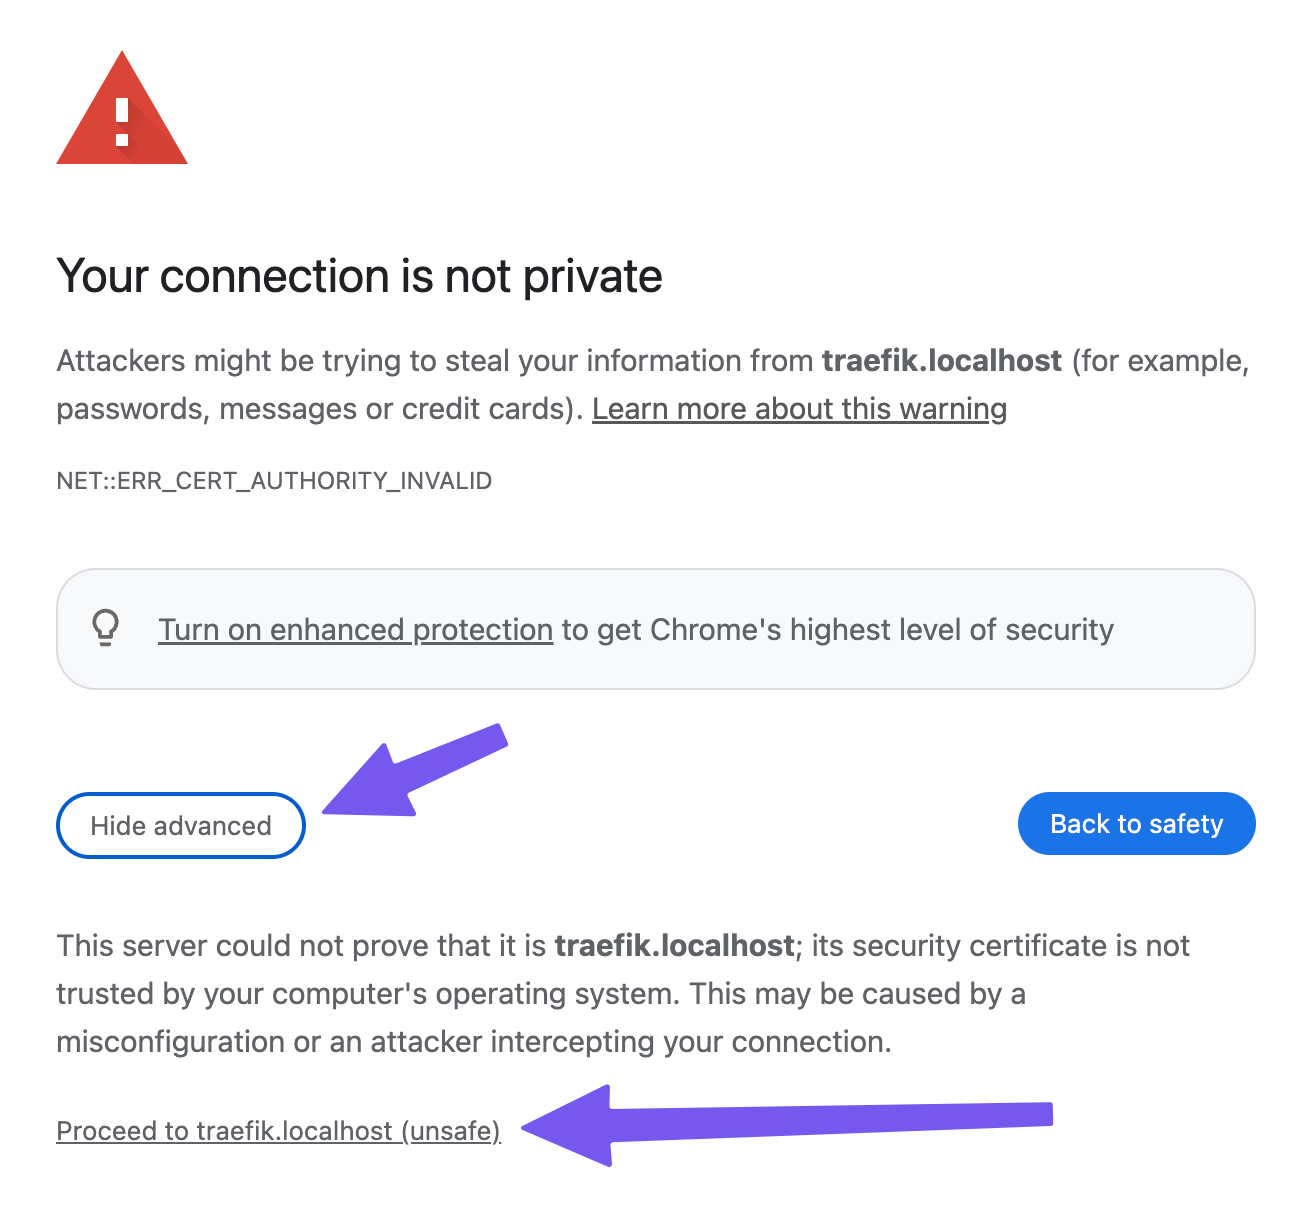 Your connection is not private
Attackers might be trying to steal your information from traefik.localhost (for example,
passwords, messages or credit cards). Learn more about this warning
NET::ERR_CERT_AUTHORITY_INVALID
Turn on enhanced protection to get Chrome's highest level of security
Hide advanced
Back to safety
This server could not prove that it is traefik.localhost; its security certificate is not
trusted by your computer's operating system. This may be caused by a
misconfiguration or an attacker intercepting your connection.
Proceed to traefik.localhost (unsafe)